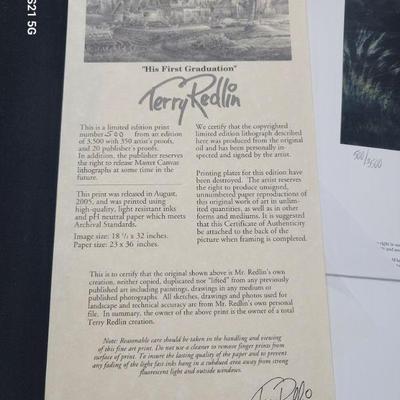 S21 5G
"His First Graduation"
Terry Redlin
This is a limited edition print
number 500 from an edition
of 3,500 with 350 artist's proofs,
and 20 publisher's proofs.
In addition, the publisher reserves
the right to release Master Canvas
lithographs at some time in the
future.
This print was released in August,
2005, and was printed using
high-quality, light resistant inks
and pH neutral paper which meets
Archival Standards.
Image size: 18 x 32 inches.
Paper size: 23 x 36 inches.
We certify that the copyrighted
limited edition lithograph described
here was produced from the original
oil and has been personally in-
spected and signed by the artist.
Printing plates for this edition have
been destroyed. The artist reserves
the right to produce unsigned,
unnumbered paper reproductions of
this original work of art in unlim-
ited quantities, as well as in other
forms and mediums. It is suggested
that this Certificate of Authenticity
be attached to the back of the
picture when framing is completed.
This is to certify that the original shown above is Mr. Redlin's own
creation, neither copied, duplicated nor "lifted" from any previously
published images including paintings, drawings in any medium or
published photographs. All sketches, drawings and photos used for
landscape and technical accuracy are from Mr. Redlin's own personal
file. In summary, the owner of the above print is the owner of a total
Terry Redlin creation.
Note: Reasonable care should be taken in the handling and viewing
of this fine art print. Do not use a cleaner to remove finger prints from
surface of print. To insure the lasting quality of the paper and to prevent
any fading of the light fast inks hang in a subdued area away from strong
fluorescent light and outside windows.
500/3500